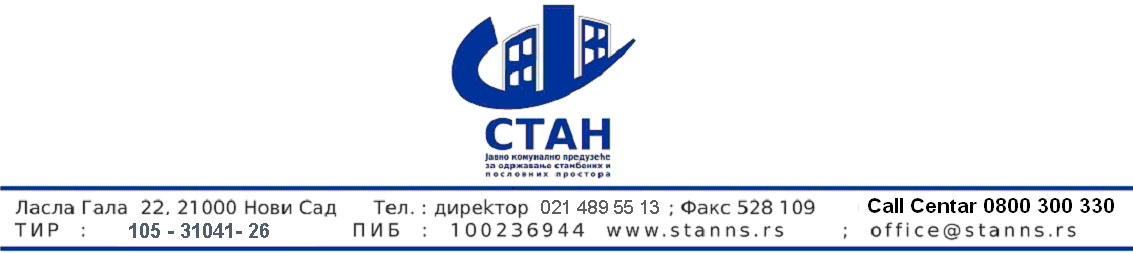 СТАН
Јавно комунално предузеће
за одржавање стамбених и
пословних простора
Ласла Гала 22, 21000 Нови Сад Тел. : директор 021 489 55 13 ; Факс 528 109 Call Centar 0800 300 330
ТИР : 105 - 31041- 26 ПИБ : 100236944 www.stanns.rs ; office@stanns.rs